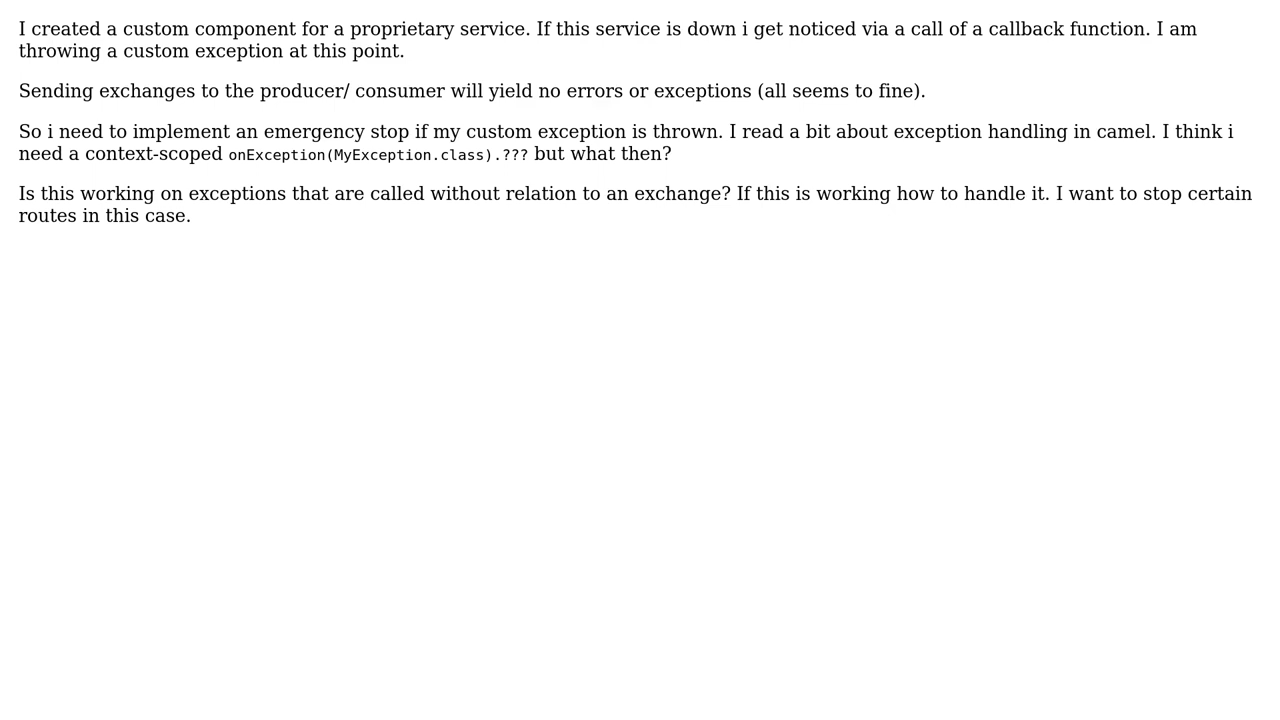 I created a custom component for a proprietary service. If this service is down i get noticed via a call of a callback function. I am
throwing a custom exception at this point.
Sending exchanges to the producer/ consumer will yield no errors or exceptions (all seems to fine).
So i need to implement an emergency stop if my custom exception is thrown. I read a bit about exception handling in camel. I think i
need a context-scoped onException(MyException.class).??? but what then?
Is this working on exceptions that are called without relation to an exchange? If this is working how to handle it. I want to stop certain
routes in this case.